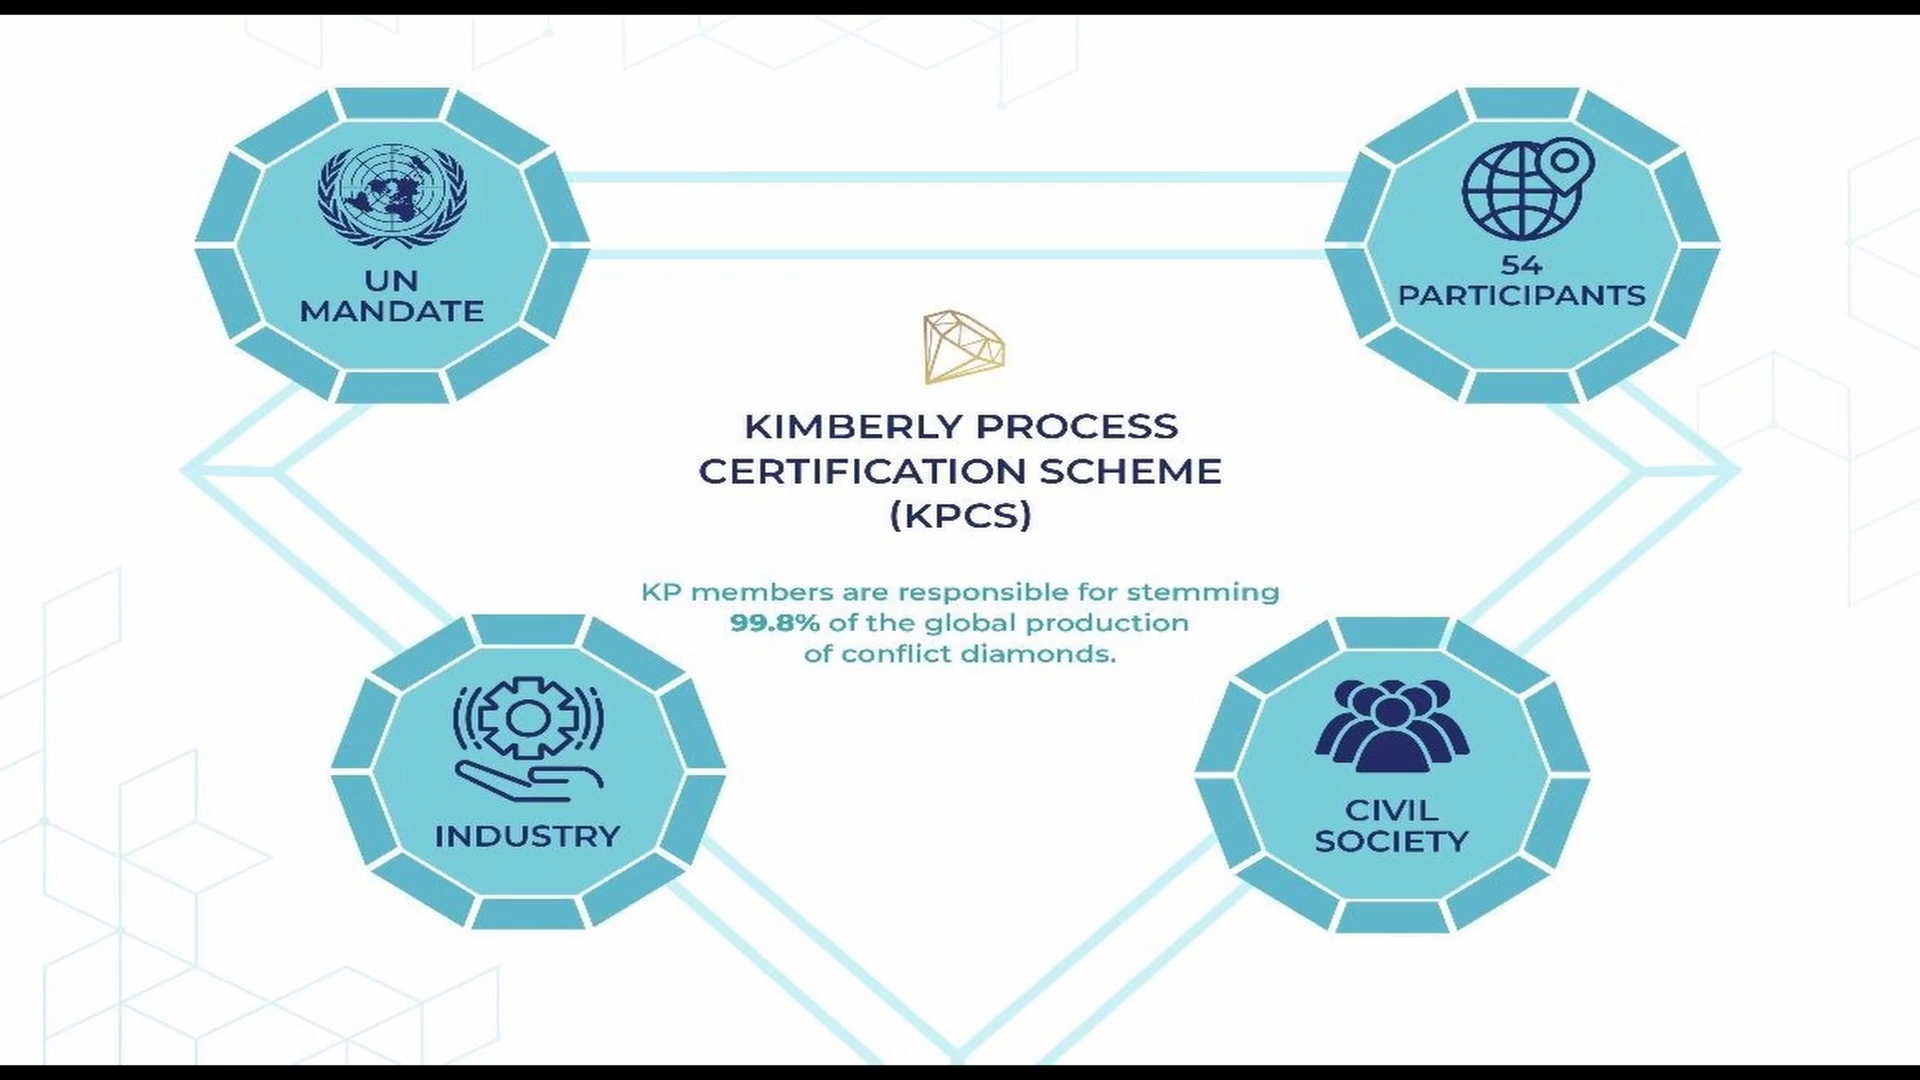 UN
MANDATE
54
PARTICIPANTS
KIMBERLY PROCESS
CERTIFICATION SCHEME
(KPCS)
KP members are responsible for stemming
99.8% of the global production
of conflict diamonds.
INDUSTRY
CIVIL
SOCIETY